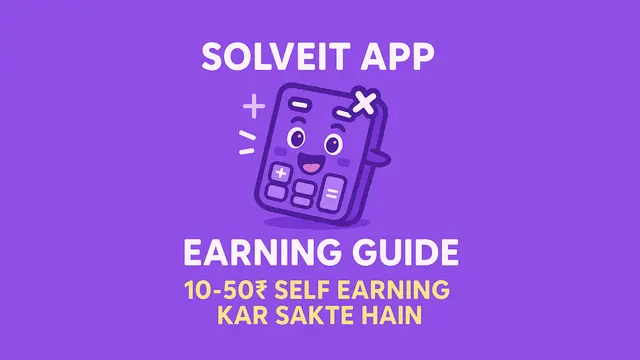 SOLVEIT APP
EARNING GUIDE
10-50₹ SELF EARNING
KAR SAKTE HAIN